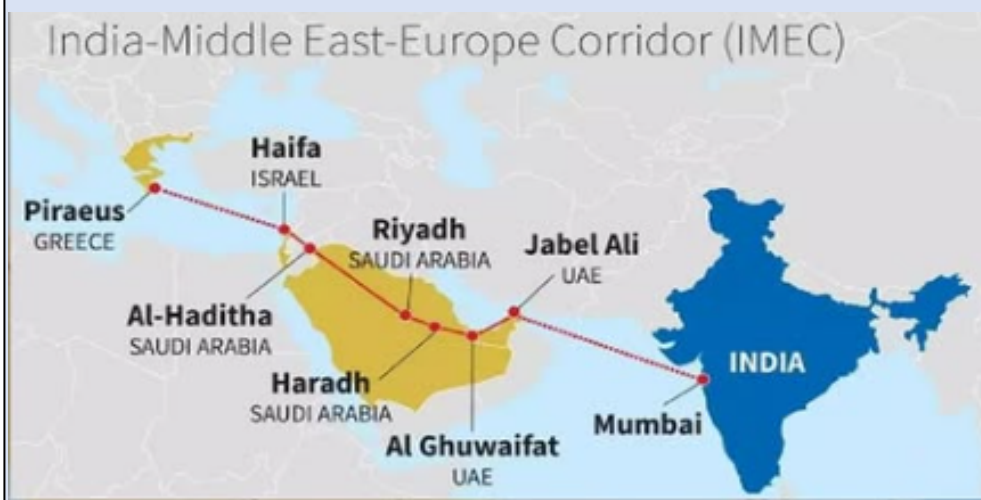 India-Middle East-Europe Corridor (IMEC)
Haifa
ISRAEL
Piraeus
GREECE
Riyadh
SAUDI ARABIA
Jabel Ali
UAE
Al-Haditha
SAUDI ARABIA
Haradh
SAUDI ARABIA
Al Ghuwaifat
UAE
INDIA
Mumbai